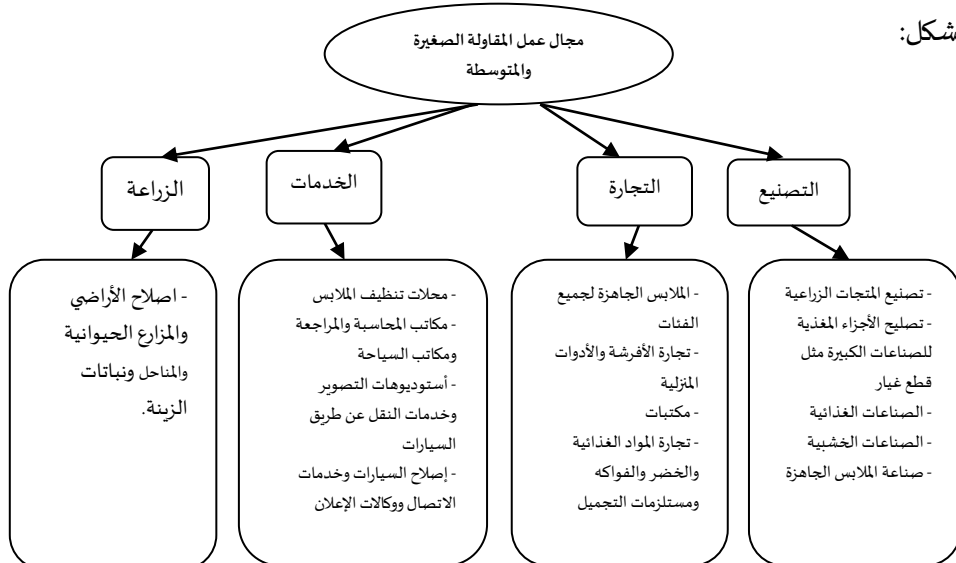 شكل:
مجال عمل المقاولة الصغيرة
والمتوسطة
التصنيع
التجارة
الخدمات
الزراعة
- تصنيع المتجات الزراعية
- تصليح الأجزاء المغذية
للصناعات الكبيرة مثل
قطع غيار
- الصناعات الغذائية
- الصناعات الخشبية
- صناعة الملابس الجاهزة
- الملابس الجاهزة لجميع
الفئات
- تجارة الأفرشة والأدوات
المنزلية
- مكتبات
- تجارة المواد الغذائية
والخضر والفواكه
ومستلزمات التجميل
- محلات تنظيف الملابس
- مكاتب المحاسبة والمراجعة
ومكاتب السياحة
- أستوديوهات التصوير
وخدمات النقل عن طريق
السيارات
- إصلاح السيارات وخدمات
الاتصال ووكالات الإعلان
- اصلاح الأراضي
والمزارع الحيوانية
والمناحل ونباتات
الزينة.